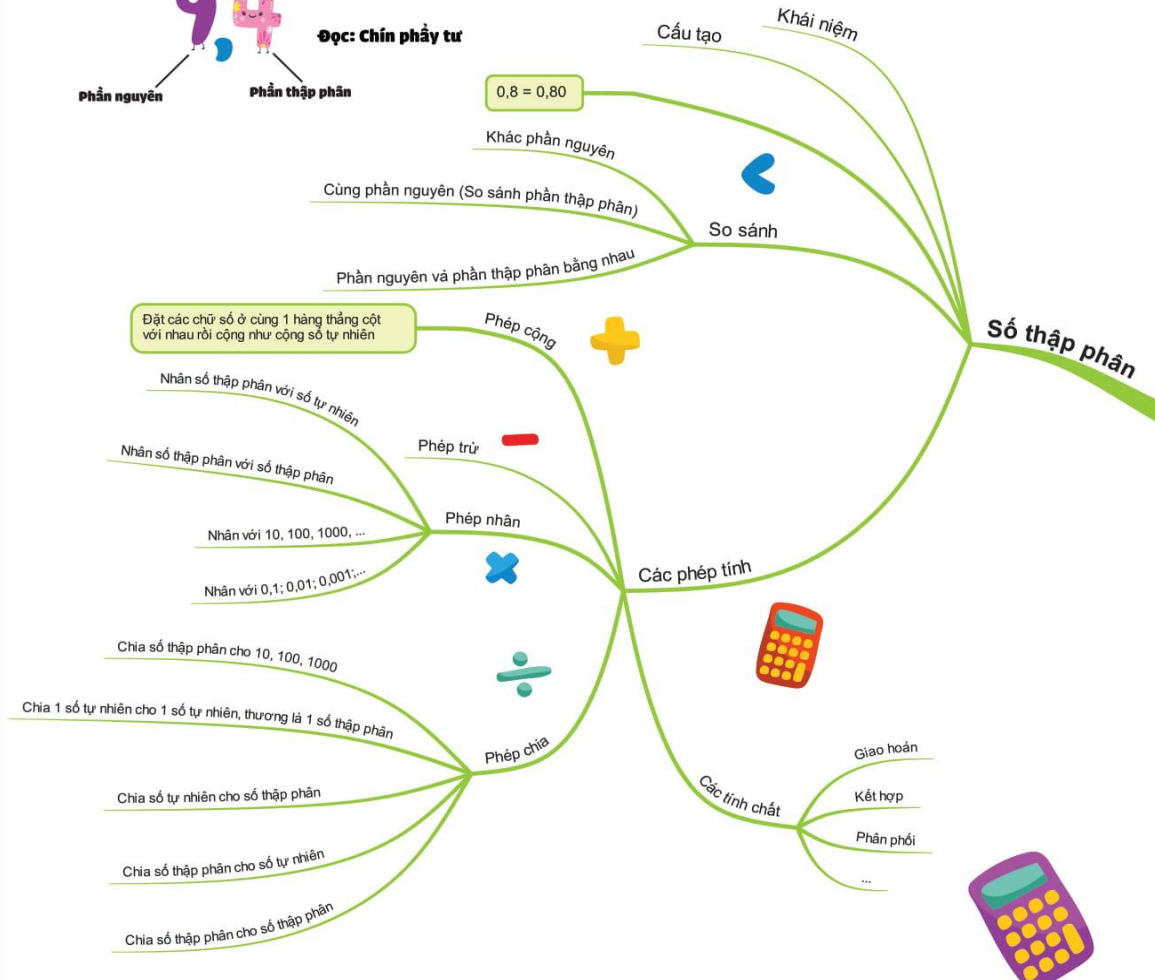 9,4
Đọc: Chín phẩy tư
Phần nguyên
Phần thập phân
Số thập phân
Khái niệm
Cấu tạo
0,8 = 0,80
So sánh
Khác phần nguyên
Cùng phần nguyên (So sánh phần thập phân)
Phần nguyên và phần thập phân bằng nhau
Các phép tính
Phép cộng
Đặt các chữ số ở cùng 1 hàng thẳng cột
với nhau rồi cộng như cộng số tự nhiên
Phép trừ
Phép nhân
Nhân số thập phân với số tự nhiên
Nhân số thập phân với số thập phân
Nhân với 10, 100, 1000, ...
Nhân với 0,1; 0,01; 0,001;...
Phép chia
Chia số thập phân cho 10, 100, 1000
Chia 1 số tự nhiên cho 1 số tự nhiên, thương là 1 số thập phân
Chia số tự nhiên cho số thập phân
Chia số thập phân cho số tự nhiên
Chia số thập phân cho số thập phân
Các tính chất
Giao hoán
Kết hợp
Phân phối
...